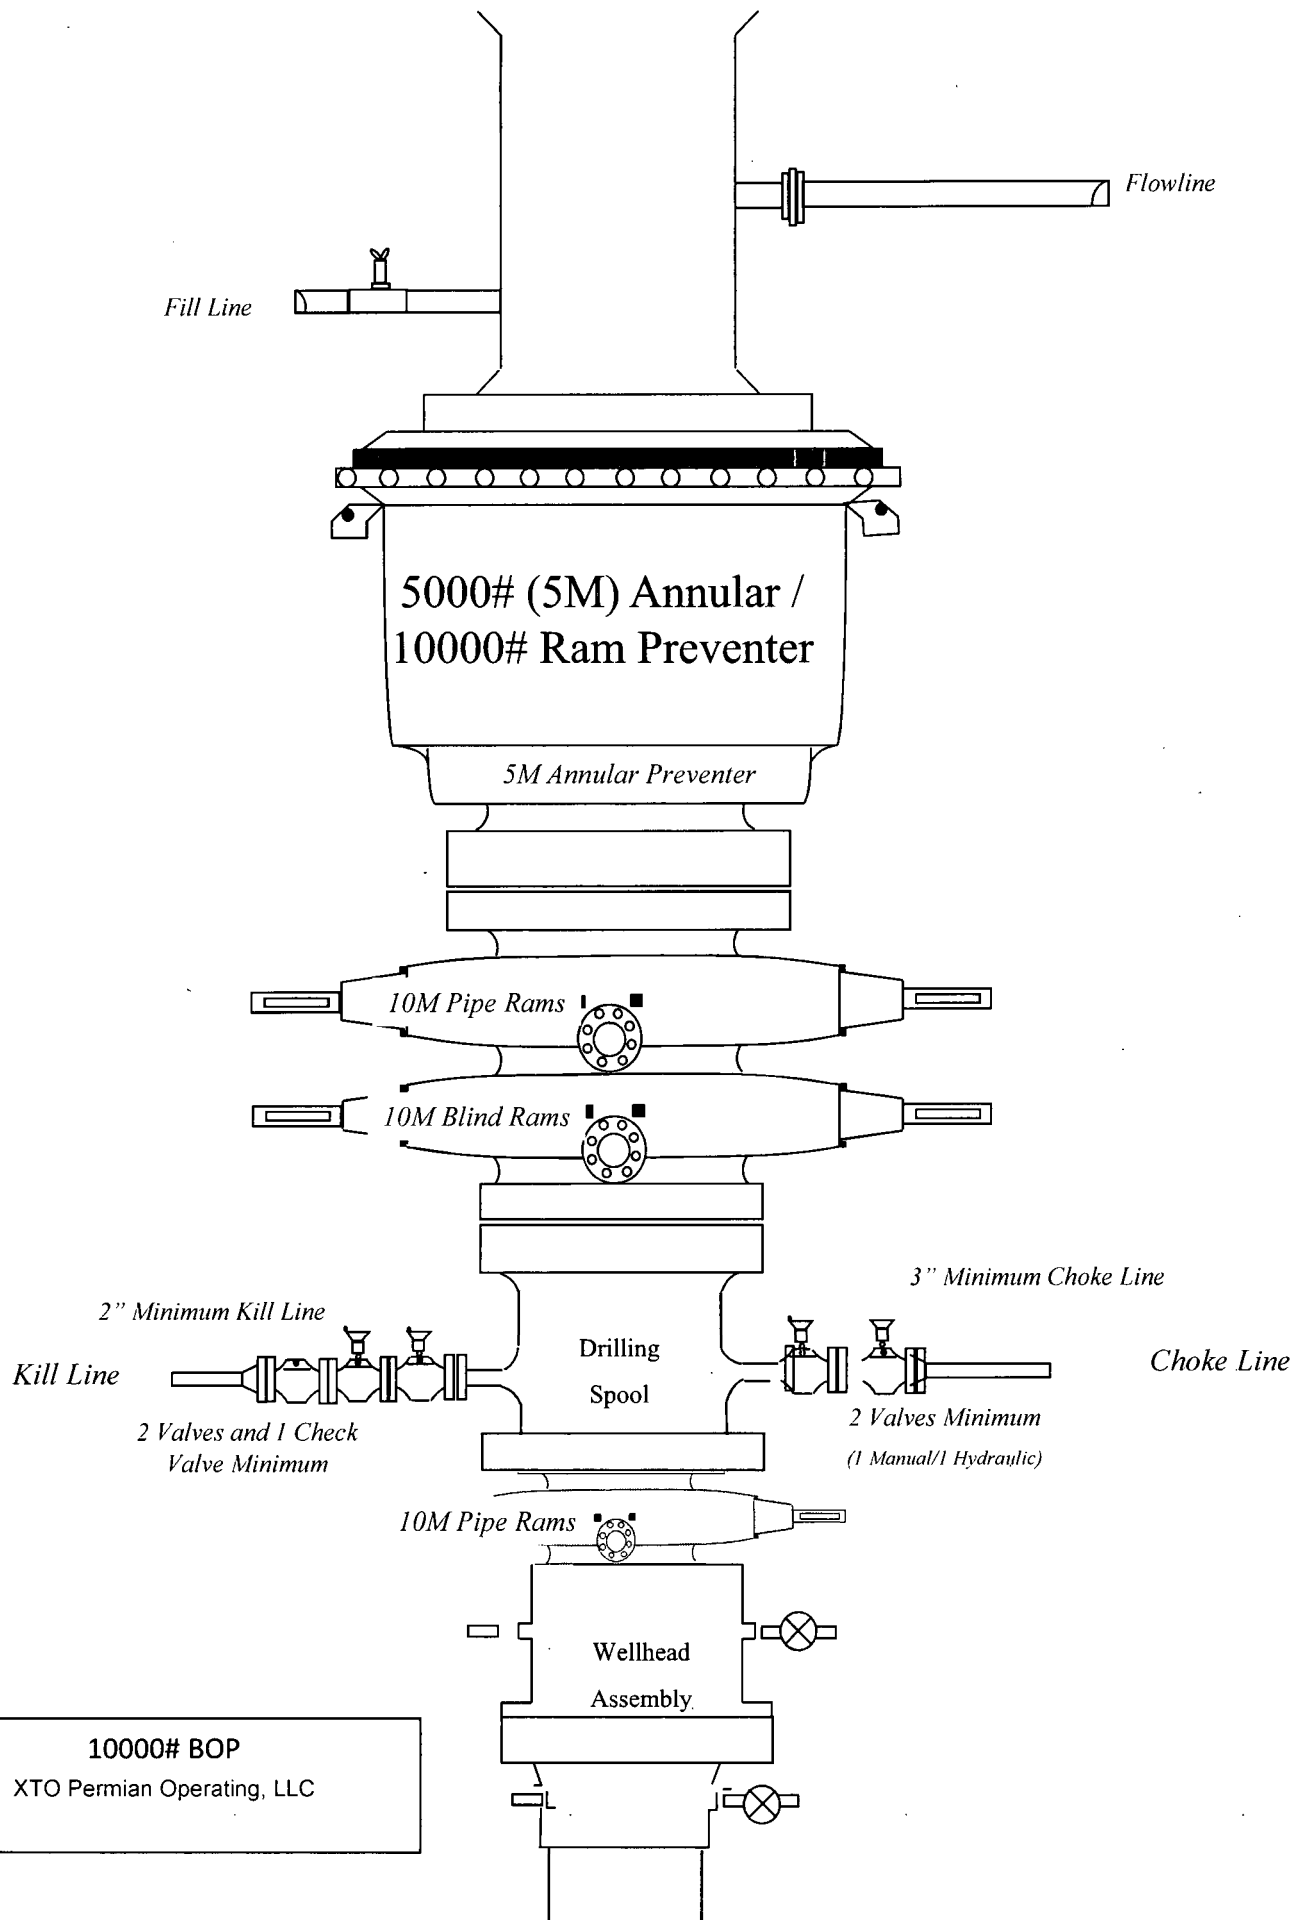 Flowline
Fill Line
5000# (5M) Annular /
10000# Ram Preventer
5M Annular Preventer
10M Pipe Rams
10M Blind Rams
3” Minimum Choke Line
2” Minimum Kill Line
Drilling
Spool
Kill Line
Choke Line
2 Valves and 1 Check
Valve Minimum
2 Valves Minimum
(1 Manual/1 Hydraulic)
10M Pipe Rams
Wellhead
Assembly
10000# BOP
XTO Permian Operating, LLC